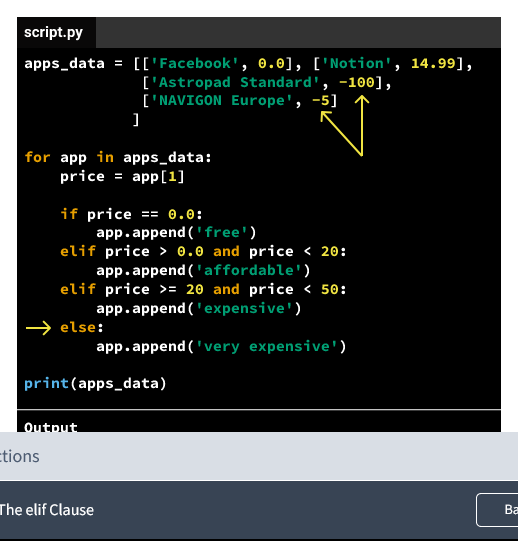 script.py
apps_data = [['Facebook', 0.0], ['Notion', 14.99],
['Astropad Standard', -100],
['NAVIGON Europe', -5]
]
for app in apps_data:
price = app[1]
if price == 0.0:
app.append('free')
elif price > 0.0 and price < 20:
app.append('affordable')
elif price >= 20 and price < 50:
app.append('expensive')
else:
app.append('very expensive')
print(apps_data)
Output
ctions
The elif Clause
Ba